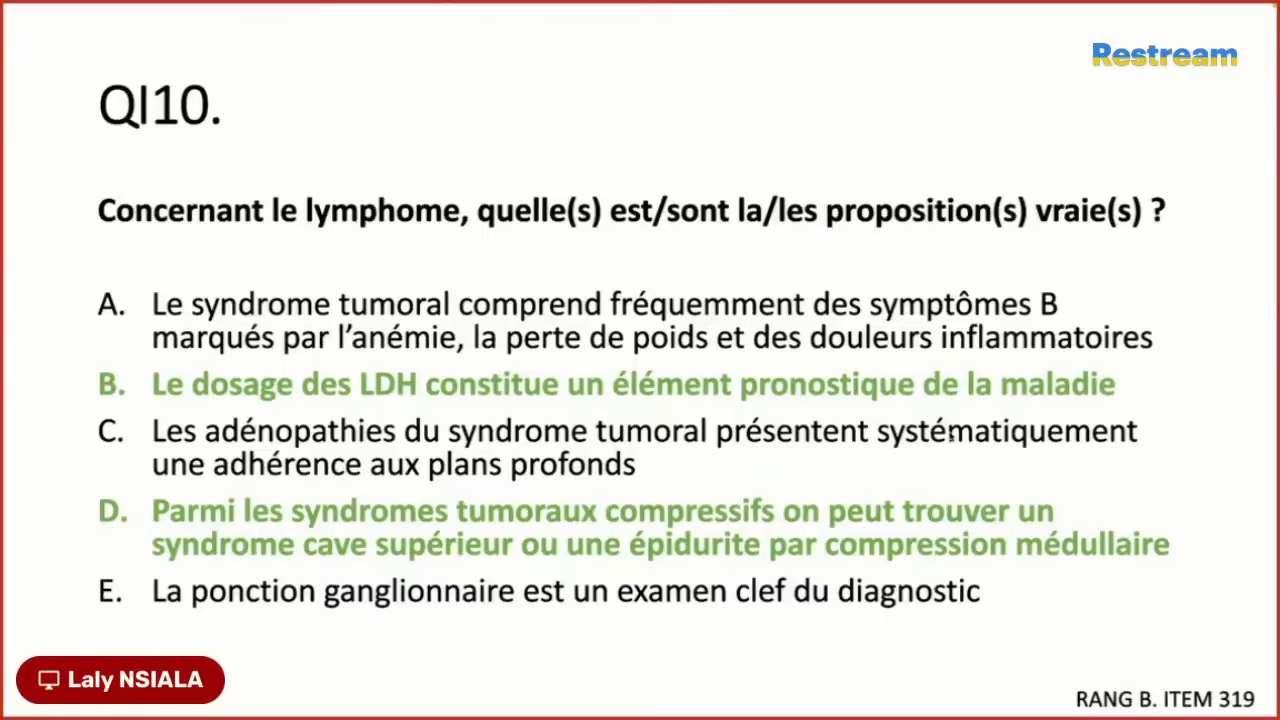 Restream
QI10.
Concernant le lymphome, quelle(s) est/sont la/les proposition(s) vraie(s) ?
A. Le syndrome tumoral comprend fréquemment des symptômes B
marqués par l’anémie, la perte de poids et des douleurs inflammatoires
B. Le dosage des LDH constitue un élément pronostique de la maladie
C. Les adénopathies du syndrome tumoral présentent systématiquement
une adhérence aux plans profonds
D. Parmi les syndromes tumoraux compressifs on peut trouver un
syndrome cave supérieur ou une épidurite par compression médullaire
E. La ponction ganglionnaire est un examen clef du diagnostic
Laly NSIALA
RANG B. ITEM 319